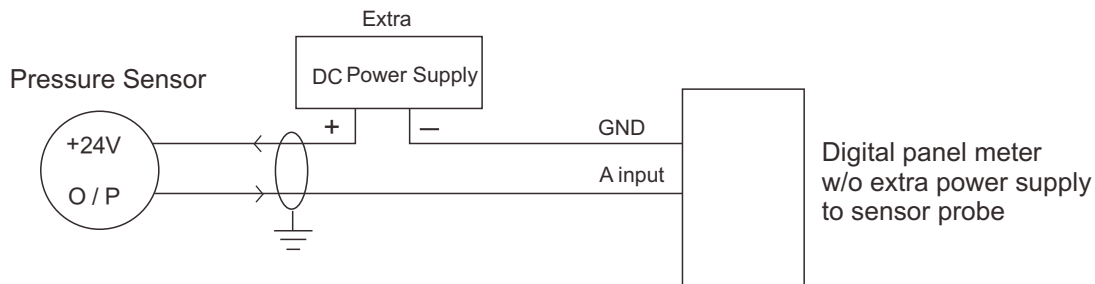 Extra
DC Power Supply
Pressure Sensor
+24V
+
—
GND
O / P
A input
Digital panel meter
w/o extra power supply
to sensor probe